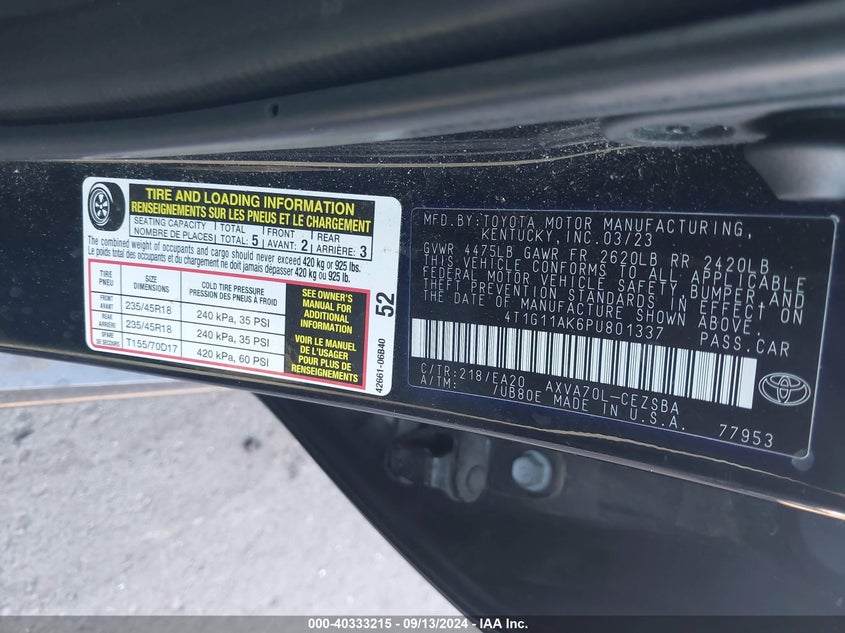 TIRE AND LOADING INFORMATION
RENSEIGNEMENTS SUR LES PNEUS ET LE CHARGEMENT
SEATING CAPACITY TOTAL FRONT REAR
NOMBRE DE PLACES TOTAL: 5 AVANT: 2 ARRIÈRE: 3
The combined weight of occupants and cargo should never exceed 420 kg or 925 lbs.
Le poids total des occupants et du chargement ne doit jamais dépasser 420 kg ou 925 lb.
TIRE SIZE COLD TIRE PRESSURE
PNEU DIMENSIONS PRESSION DES PNEUS À FROID
FRONT AVANT 235/45R18 240 kPa, 35 PSI
REAR ARRIÈRE 235/45R18 240 kPa, 35 PSI
SPARE DE SECOURS T155/70D17 420 kPa, 60 PSI
SEE OWNER'S
MANUAL FOR
ADDITIONAL
INFORMATION
VOIR LE MANUEL
DE L'USAGER
POUR PLUS DE
RENSEIGNEMENTS
52
42661-06B40
MFD.BY:TOYOTA MOTOR MANUFACTURING,
KENTUCKY,INC.03/23
GVWR 4475LB GAWR FR 2620LB RR 2420LB
THIS VEHICLE CONFORMS TO ALL APPLICABLE
FEDERAL MOTOR VEHICLE SAFETY,BUMPER,AND
THEFT PREVENTION STANDARDS IN EFFECT ON
THE DATE OF MANUFACTURE SHOWN ABOVE.
4T1G11AK6PU801337 PASS.CAR
C/TR:218/EA20 AXVA70L-CEZSBA
A/TM: /UB80E MADE IN U.S.A.
77953
000-40333215 - 09/13/2024 - IAA Inc.